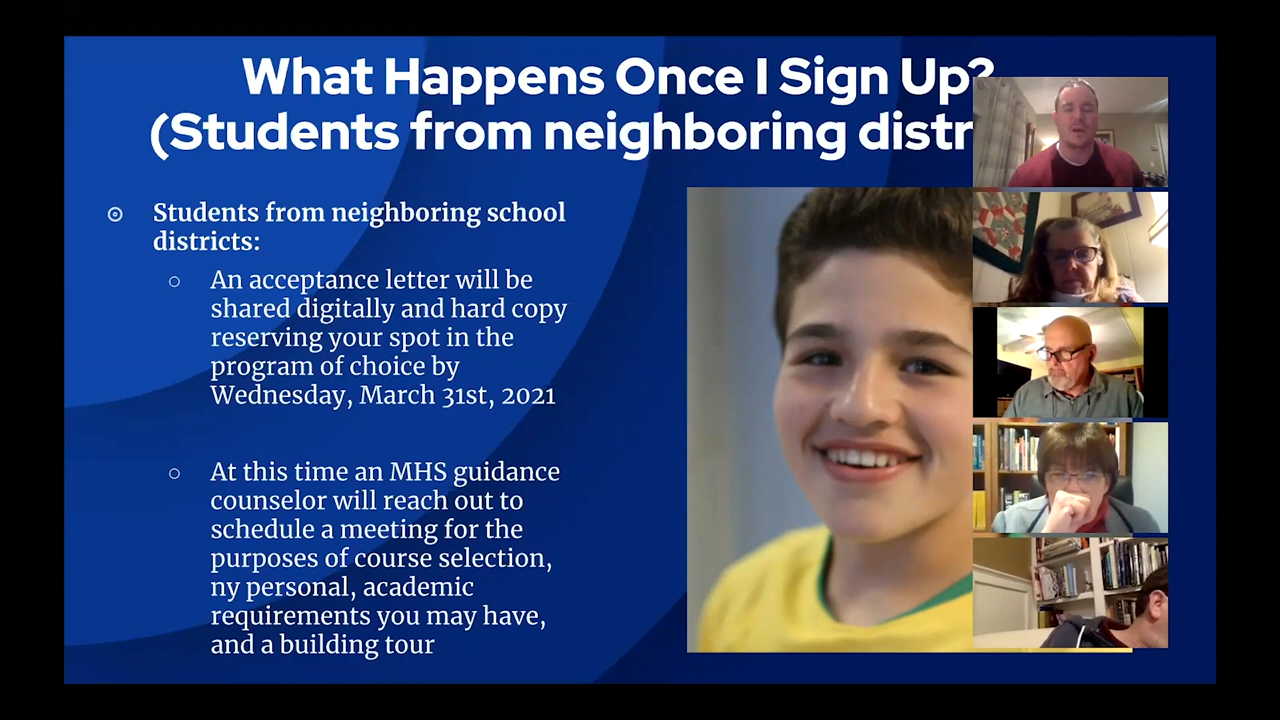 What Happens Once I Sign Up?
(Students from neighboring distr
Students from neighboring school
districts:
An acceptance letter will be
shared digitally and hard copy
reserving your spot in the
program of choice by
Wednesday, March 31st, 2021
At this time an MHS guidance
counselor will reach out to
schedule a meeting for the
purposes of course selection,
ny personal, academic
requirements you may have,
and a building tour